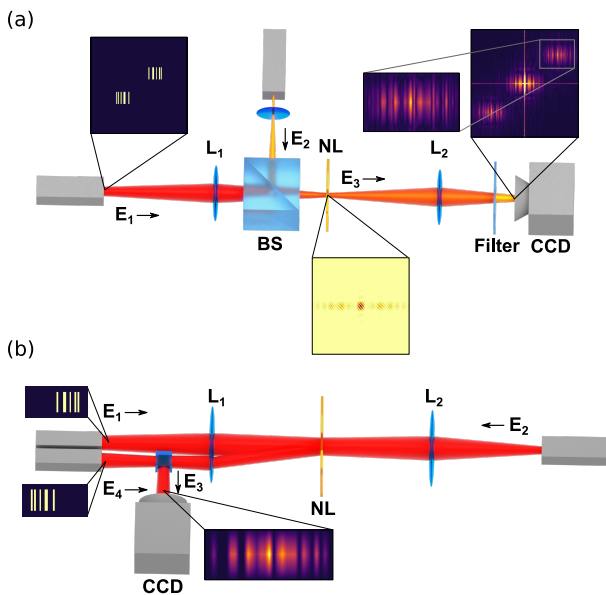 (a)
E₂
NL
L₁
L₂
E₃
E₁
BS
Filter
CCD
(b)
L₁
L₂
E₁
E₂
E₃
E₄
NL
CCD